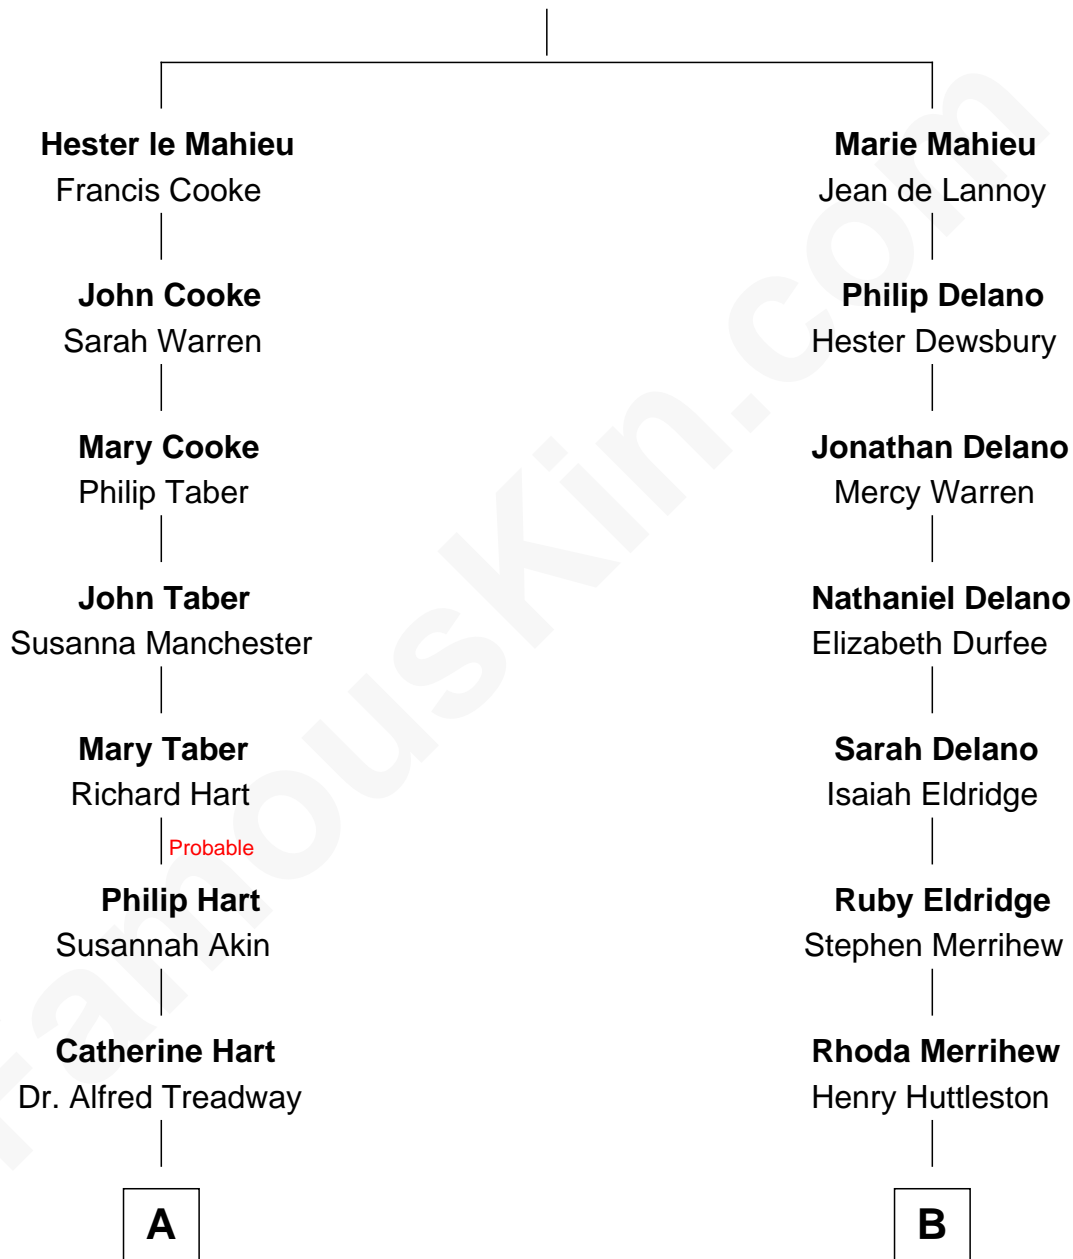 Hester le Mahieu
Francis Cooke
Marie Mahieu
Jean de Lannoy
John Cooke
Sarah Warren
Philip Delano
Hester Dewsbury
Mary Cooke
Philip Taber
Jonathan Delano
Mercy Warren
John Taber
Susanna Manchester
Nathaniel Delano
Elizabeth Durfee
Mary Taber
Richard Hart
Sarah Delano
Isaiah Eldridge
Probable
Philip Hart
Susannah Akin
Ruby Eldridge
Stephen Merrihew
Catherine Hart
Dr. Alfred Treadway
Rhoda Merrihew
Henry Huttleston
A
B
FamousKin.com